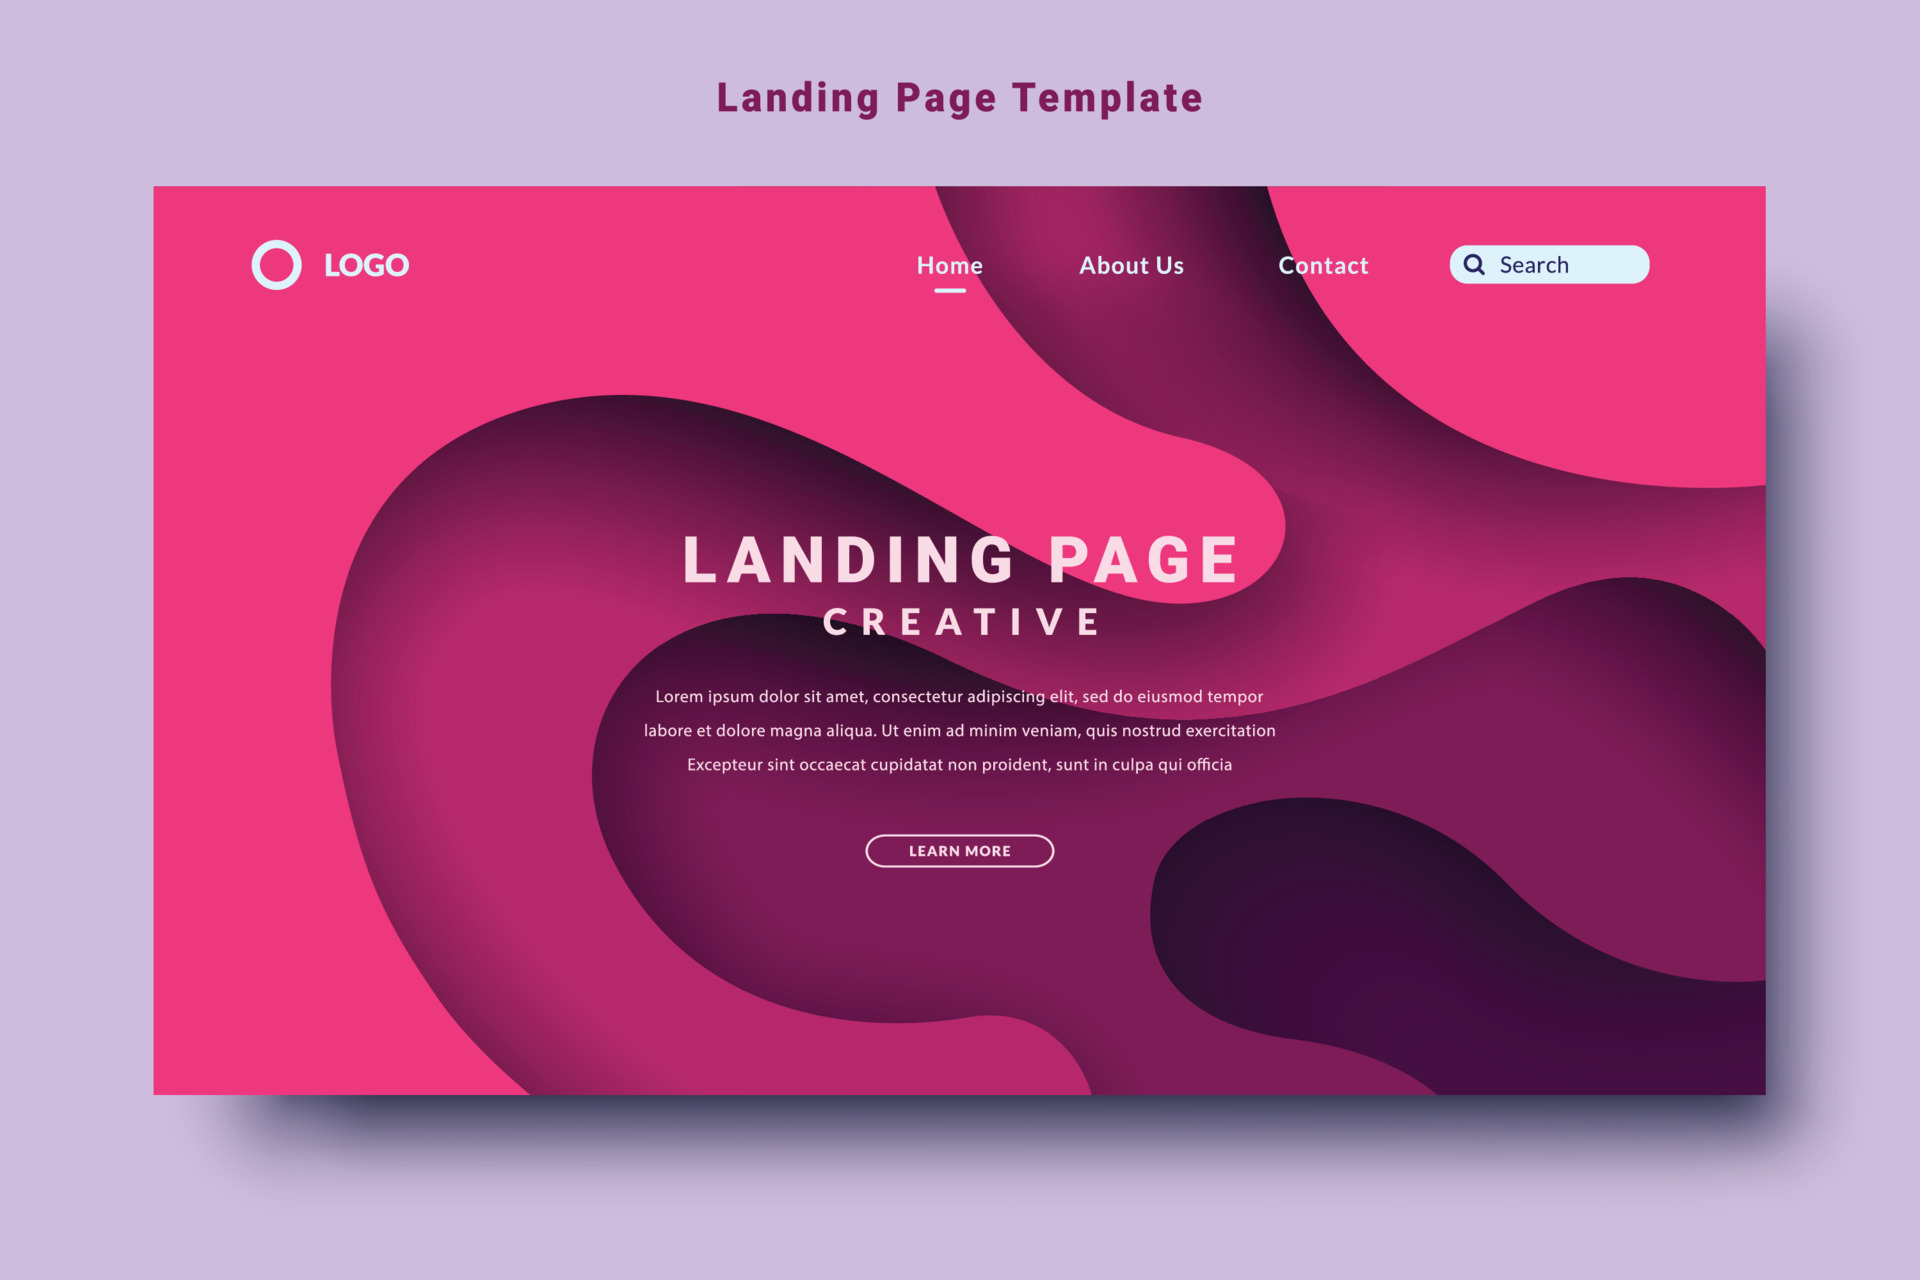 Landing Page Template
LOGO
Home
About Us
Contact
Search
LANDING PAGE
CREATIVE
Lorem ipsum dolor sit amet, consectetur adipiscing elit, sed do eiusmod tempor
labore et dolore magna aliqua. Ut enim ad minim veniam, quis nostrud exercitation
Excepteur sint occaecat cupidatat non proident, sunt in culpa qui officia
LEARN MORE